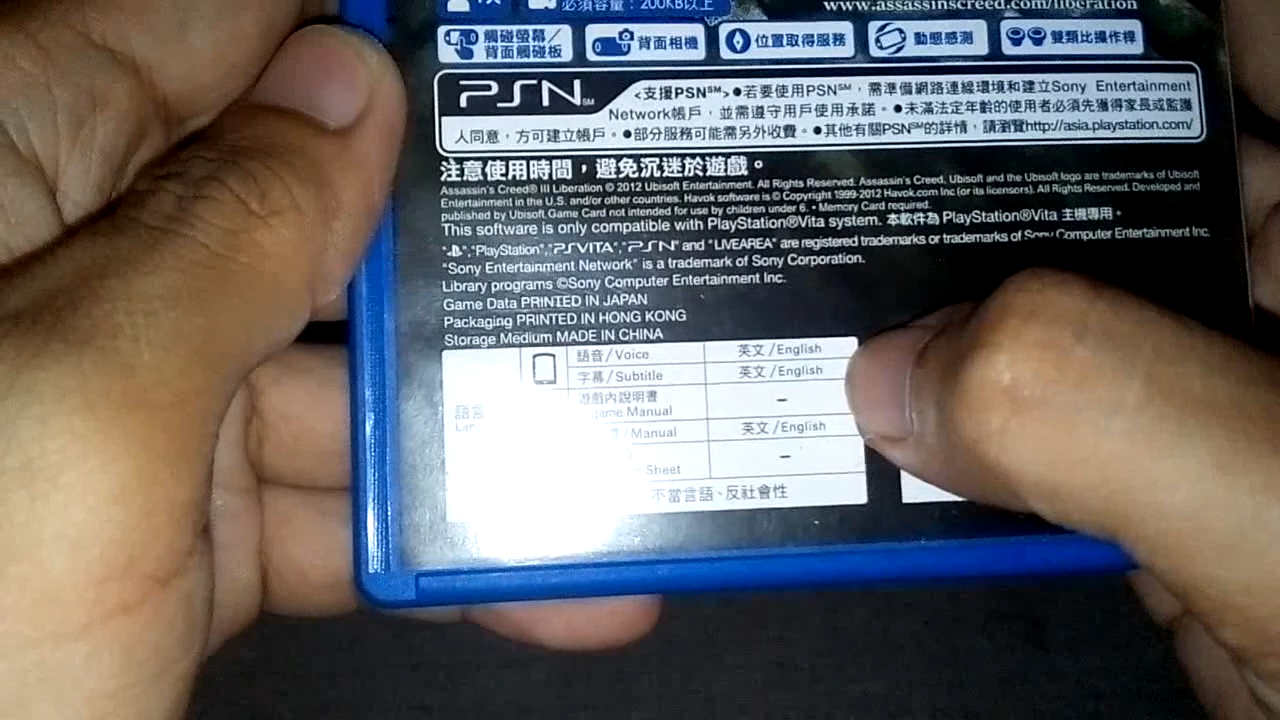 必須容量：200KB以上
www.assassinscreed.com/liberation
觸碰螢幕/
背面觸碰板
背面相機
位置取得服務
動態感測
雙類比操作桿
PSN℠
<支援PSN℠>●若要使用PSN℠，需準備網路連線環境和建立Sony Entertainment
Network帳戶，並需遵守用戶使用承諾。●未滿法定年齡的使用者必須先獲得家長或監護
人同意，方可建立帳戶。●部分服務可能需另外收費。●其他有關PSN℠的詳情，請瀏覽http://asia.playstation.com/
注意使用時間，避免沉迷於遊戲。
Assassin's Creed® III Liberation © 2012 Ubisoft Entertainment. All Rights Reserved. Assassin's Creed, Ubisoft and the Ubisoft logo are trademarks of Ubisoft
Entertainment in the U.S. and/or other countries. Havok software is © Copyright 1999-2012 Havok.com Inc (or its licensors). All Rights Reserved. Developed and
published by Ubisoft Game Card not intended for use by children under 6. • Memory Card required.
This software is only compatible with PlayStation®Vita system. 本軟件為 PlayStation®Vita 主機專用。
"PlayStation", "PSVITA", "PSN" and "LIVEAREA" are registered trademarks or trademarks of Sony Computer Entertainment Inc.
"Sony Entertainment Network" is a trademark of Sony Corporation.
Library programs ©Sony Computer Entertainment Inc.
Game Data PRINTED IN JAPAN
Packaging PRINTED IN HONG KONG
Storage Medium MADE IN CHINA
語音/Voice 英文/English
字幕/Subtitle 英文/English
遊戲內說明書 –
game Manual
語言
/Manual 英文/English
Sheet –
不當言語、反社會性